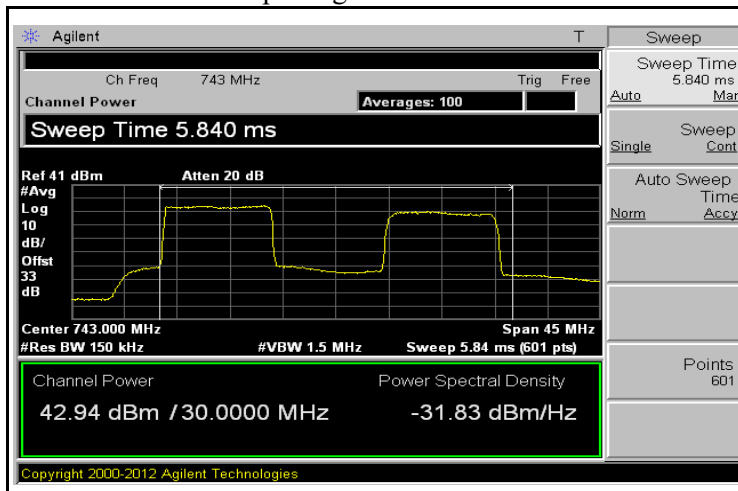 Agilent T Sweep
Ch Freq 743 MHz Trig Free
Channel Power Averages: 100
Sweep Time 5.840 ms
Ref 41 dBm Atten 20 dB
#Avg
Log
10
dB/
Offst
33
dB
Center 743.000 MHz Span 45 MHz
#Res BW 150 kHz #VBW 1.5 MHz Sweep 5.84 ms (601 pts)
Channel Power Power Spectral Density
42.94 dBm /30.0000 MHz -31.83 dBm/Hz
Copyright 2000-2012 Agilent Technologies
Sweep Time
5.840 ms
Auto Mar
Sweep
Single Cont
Auto Sweep
Time
Norm Accy
Points
601